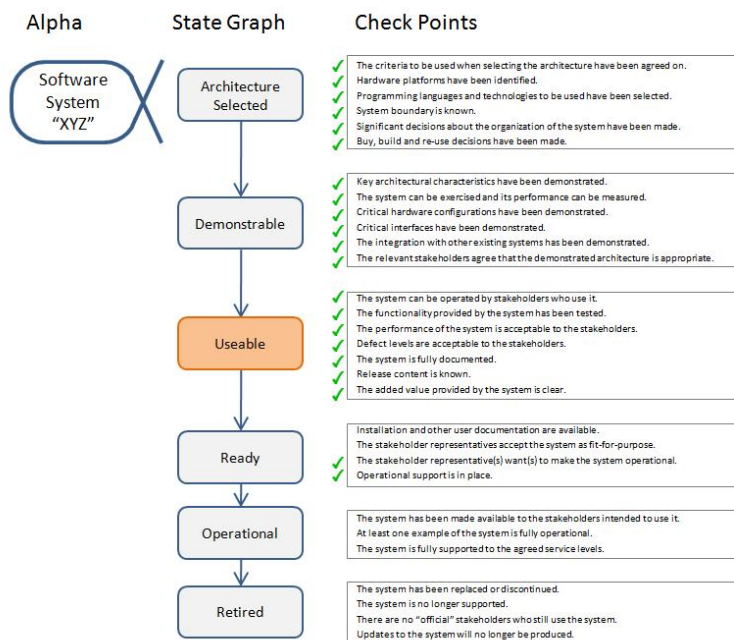 Alpha
State Graph
Check Points
Software
System
“XYZ”
Architecture
Selected
The criteria to be used when selecting the architecture have been agreed on.
Hardware platforms have been identified.
Programming languages and technologies to be used have been selected.
System boundary is known.
Significant decisions about the organization of the system have been made.
Buy, build and re-use decisions have been made.
Demonstrable
Key architectural characteristics have been demonstrated.
The system can be exercised and its performance can be measured.
Critical hardware configurations have been demonstrated.
Critical interfaces have been demonstrated.
The integration with other existing systems has been demonstrated.
The relevant stakeholders agree that the demonstrated architecture is appropriate.
Useable
The system can be operated by stakeholders who use it.
The functionality provided by the system has been tested.
The performance of the system is acceptable to the stakeholders.
Defect levels are acceptable to the stakeholders.
The system is fully documented.
Release content is known.
The added value provided by the system is clear.
Ready
Installation and other user documentation are available.
The stakeholder representatives accept the system as fit-for-purpose.
The stakeholder representative(s) want(s) to make the system operational.
Operational support is in place.
Operational
The system has been made available to the stakeholders intended to use it.
At least one example of the system is fully operational.
The system is fully supported to the agreed service levels.
Retired
The system has been replaced or discontinued.
The system is no longer supported.
There are no “official” stakeholders who still use the system.
Updates to the system will no longer be produced.